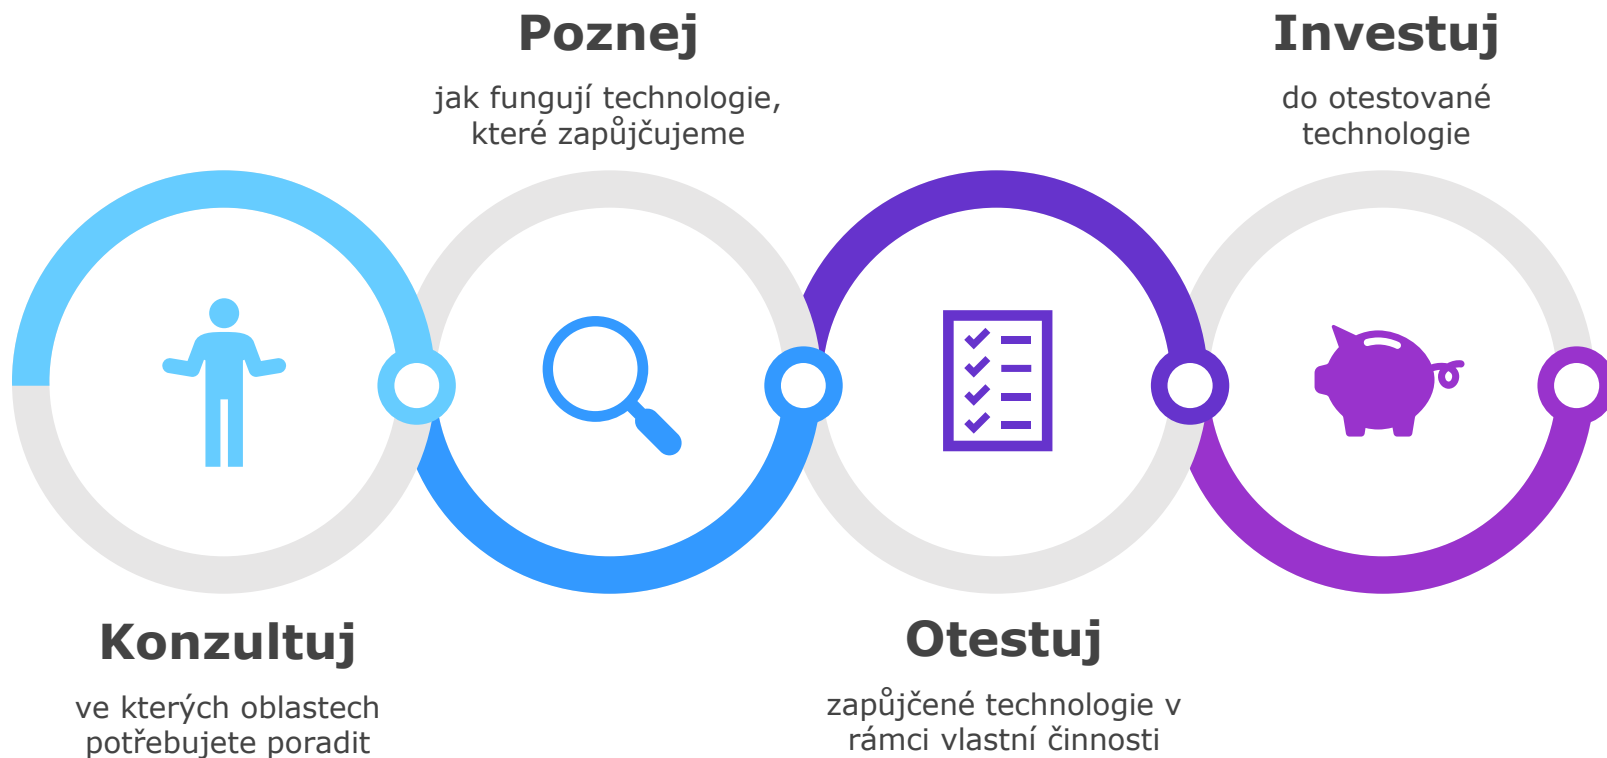 Poznej
jak fungují technologie,
které zapůjčujeme
Investuj
do otestované
technologie
Konzultuj
ve kterých oblastech
potřebujete poradit
Otestuj
zapůjčené technologie v
rámci vlastní činnosti